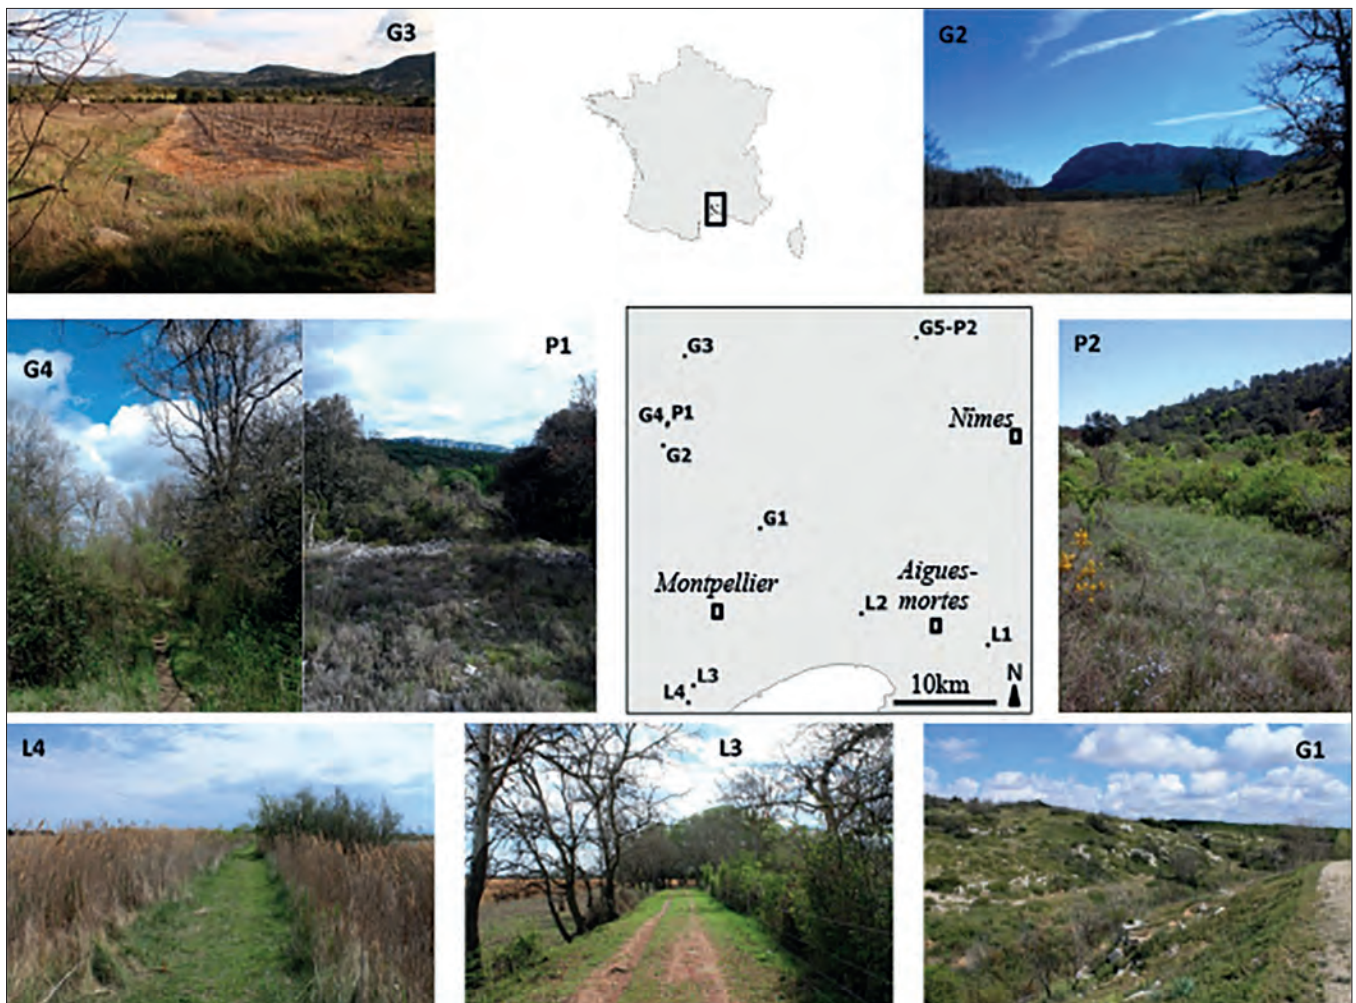 G3
G2
G4
P1
G3
G5-P2
G4 P1
G2
Nîmes
G1
Montpellier
Aigues-
mortes
L2
L1
L3
L4
10km
N
P2
L4
L3
G1